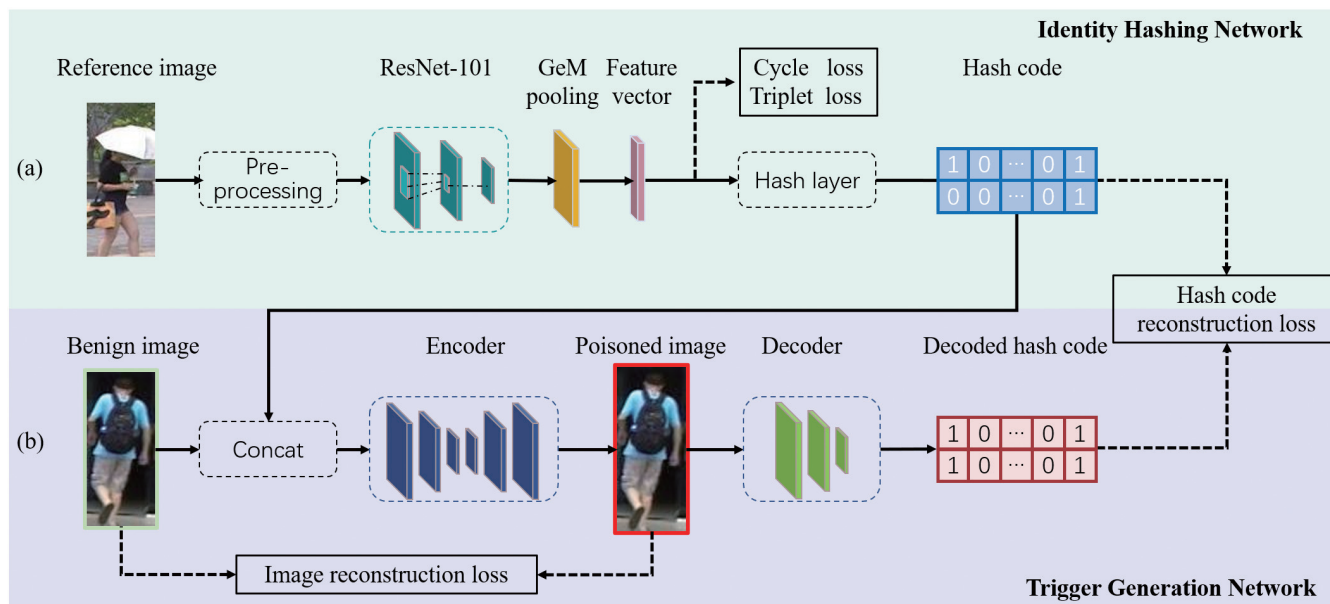 Identity Hashing Network
Reference image
ResNet-101
GeM
pooling
Feature
vector
Cycle loss
Triplet loss
Hash code
(a)
Pre-
processing
Hash layer
1 0 ... 0 1
0 0 ... 0 1
Hash code
reconstruction loss
Benign image
Encoder
Poisoned image
Decoder
Decoded hash code
(b)
Concat
1 0 ... 0 1
1 0 ... 0 1
Image reconstruction loss
Trigger Generation Network